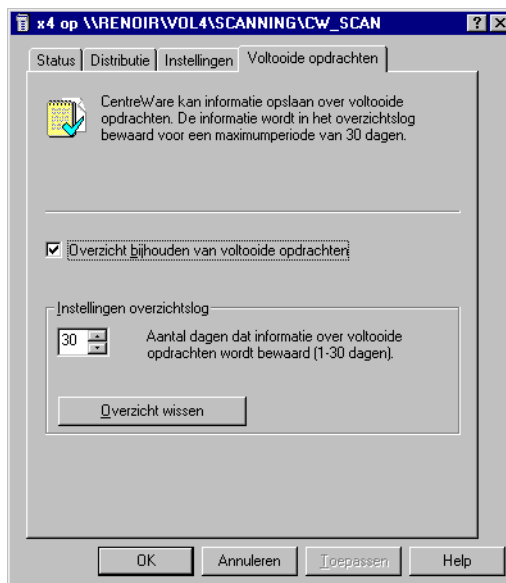 x4 op \\RENOIR\VOL4\SCANNING\CW_SCAN
Status Distributie Instellingen Voltooide opdrachten
CentreWare kan informatie opslaan over voltooide
opdrachten. De informatie wordt in het overzichtslog
bewaard voor een maximumperiode van 30 dagen.
Overzicht bijhouden van voltooide opdrachten
Instellingen overzichtslog
30 Aantal dagen dat informatie over voltooide
opdrachten wordt bewaard (1-30 dagen).
Overzicht wissen
OK Annuleren Toepassen Help